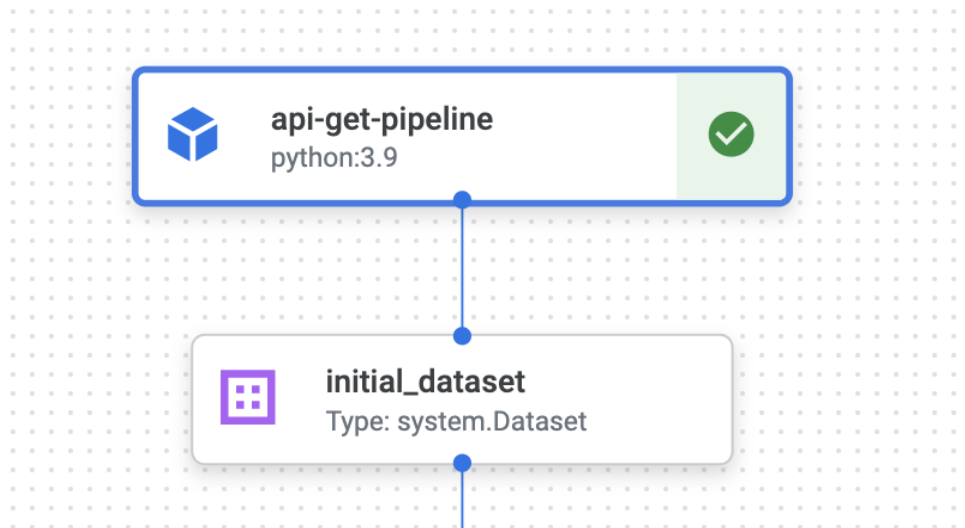 api-get-pipeline
python:3.9
initial_dataset
Type: system.Dataset